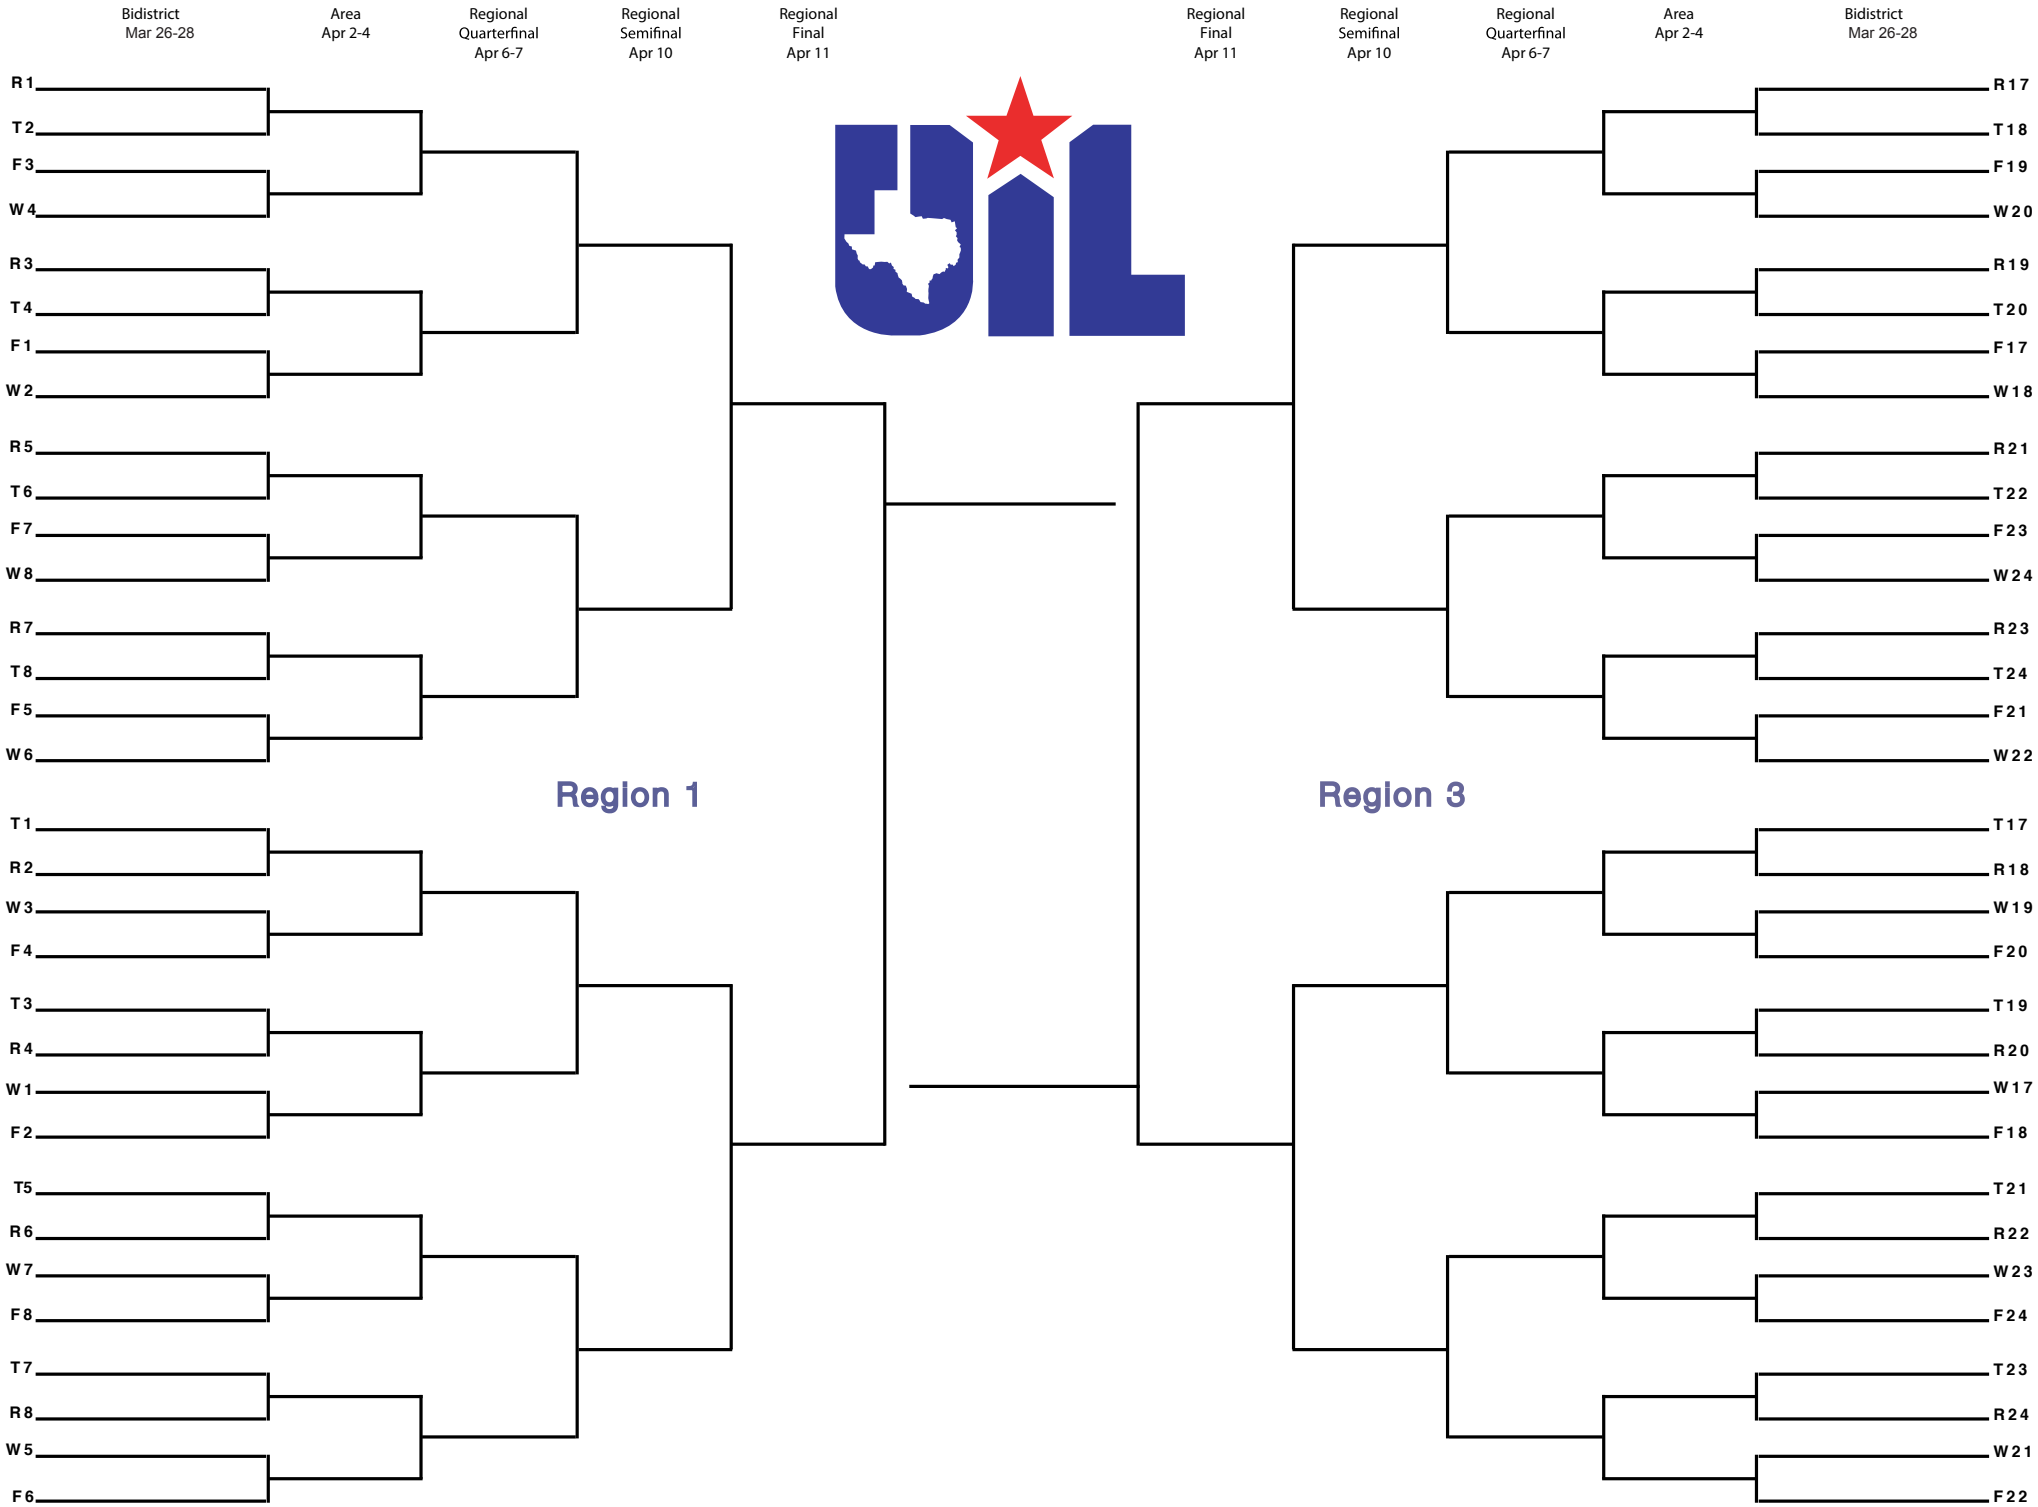 Bidistrict
Mar 26-28
Area
Apr 2-4
Regional
Quarterfinal
Apr 6-7
Regional
Semifinal
Apr 10
Regional
Final
Apr 11
Regional
Final
Apr 11
Regional
Semifinal
Apr 10
Regional
Quarterfinal
Apr 6-7
Area
Apr 2-4
Bidistrict
Mar 26-28
UIL
R1
T2
F3
W4
R3
T4
F1
W2
R5
T6
F7
W8
R7
T8
F5
W6
Region 1
T1
R2
W3
F4
T3
R4
W1
F2
T5
R6
W7
F8
T7
R8
W5
F6
R17
T18
F19
W20
R19
T20
F17
W18
R21
T22
F23
W24
R23
T24
F21
W22
Region 3
T17
R18
W19
F20
T19
R20
W17
F18
T21
R22
W23
F24
T23
R24
W21
F22